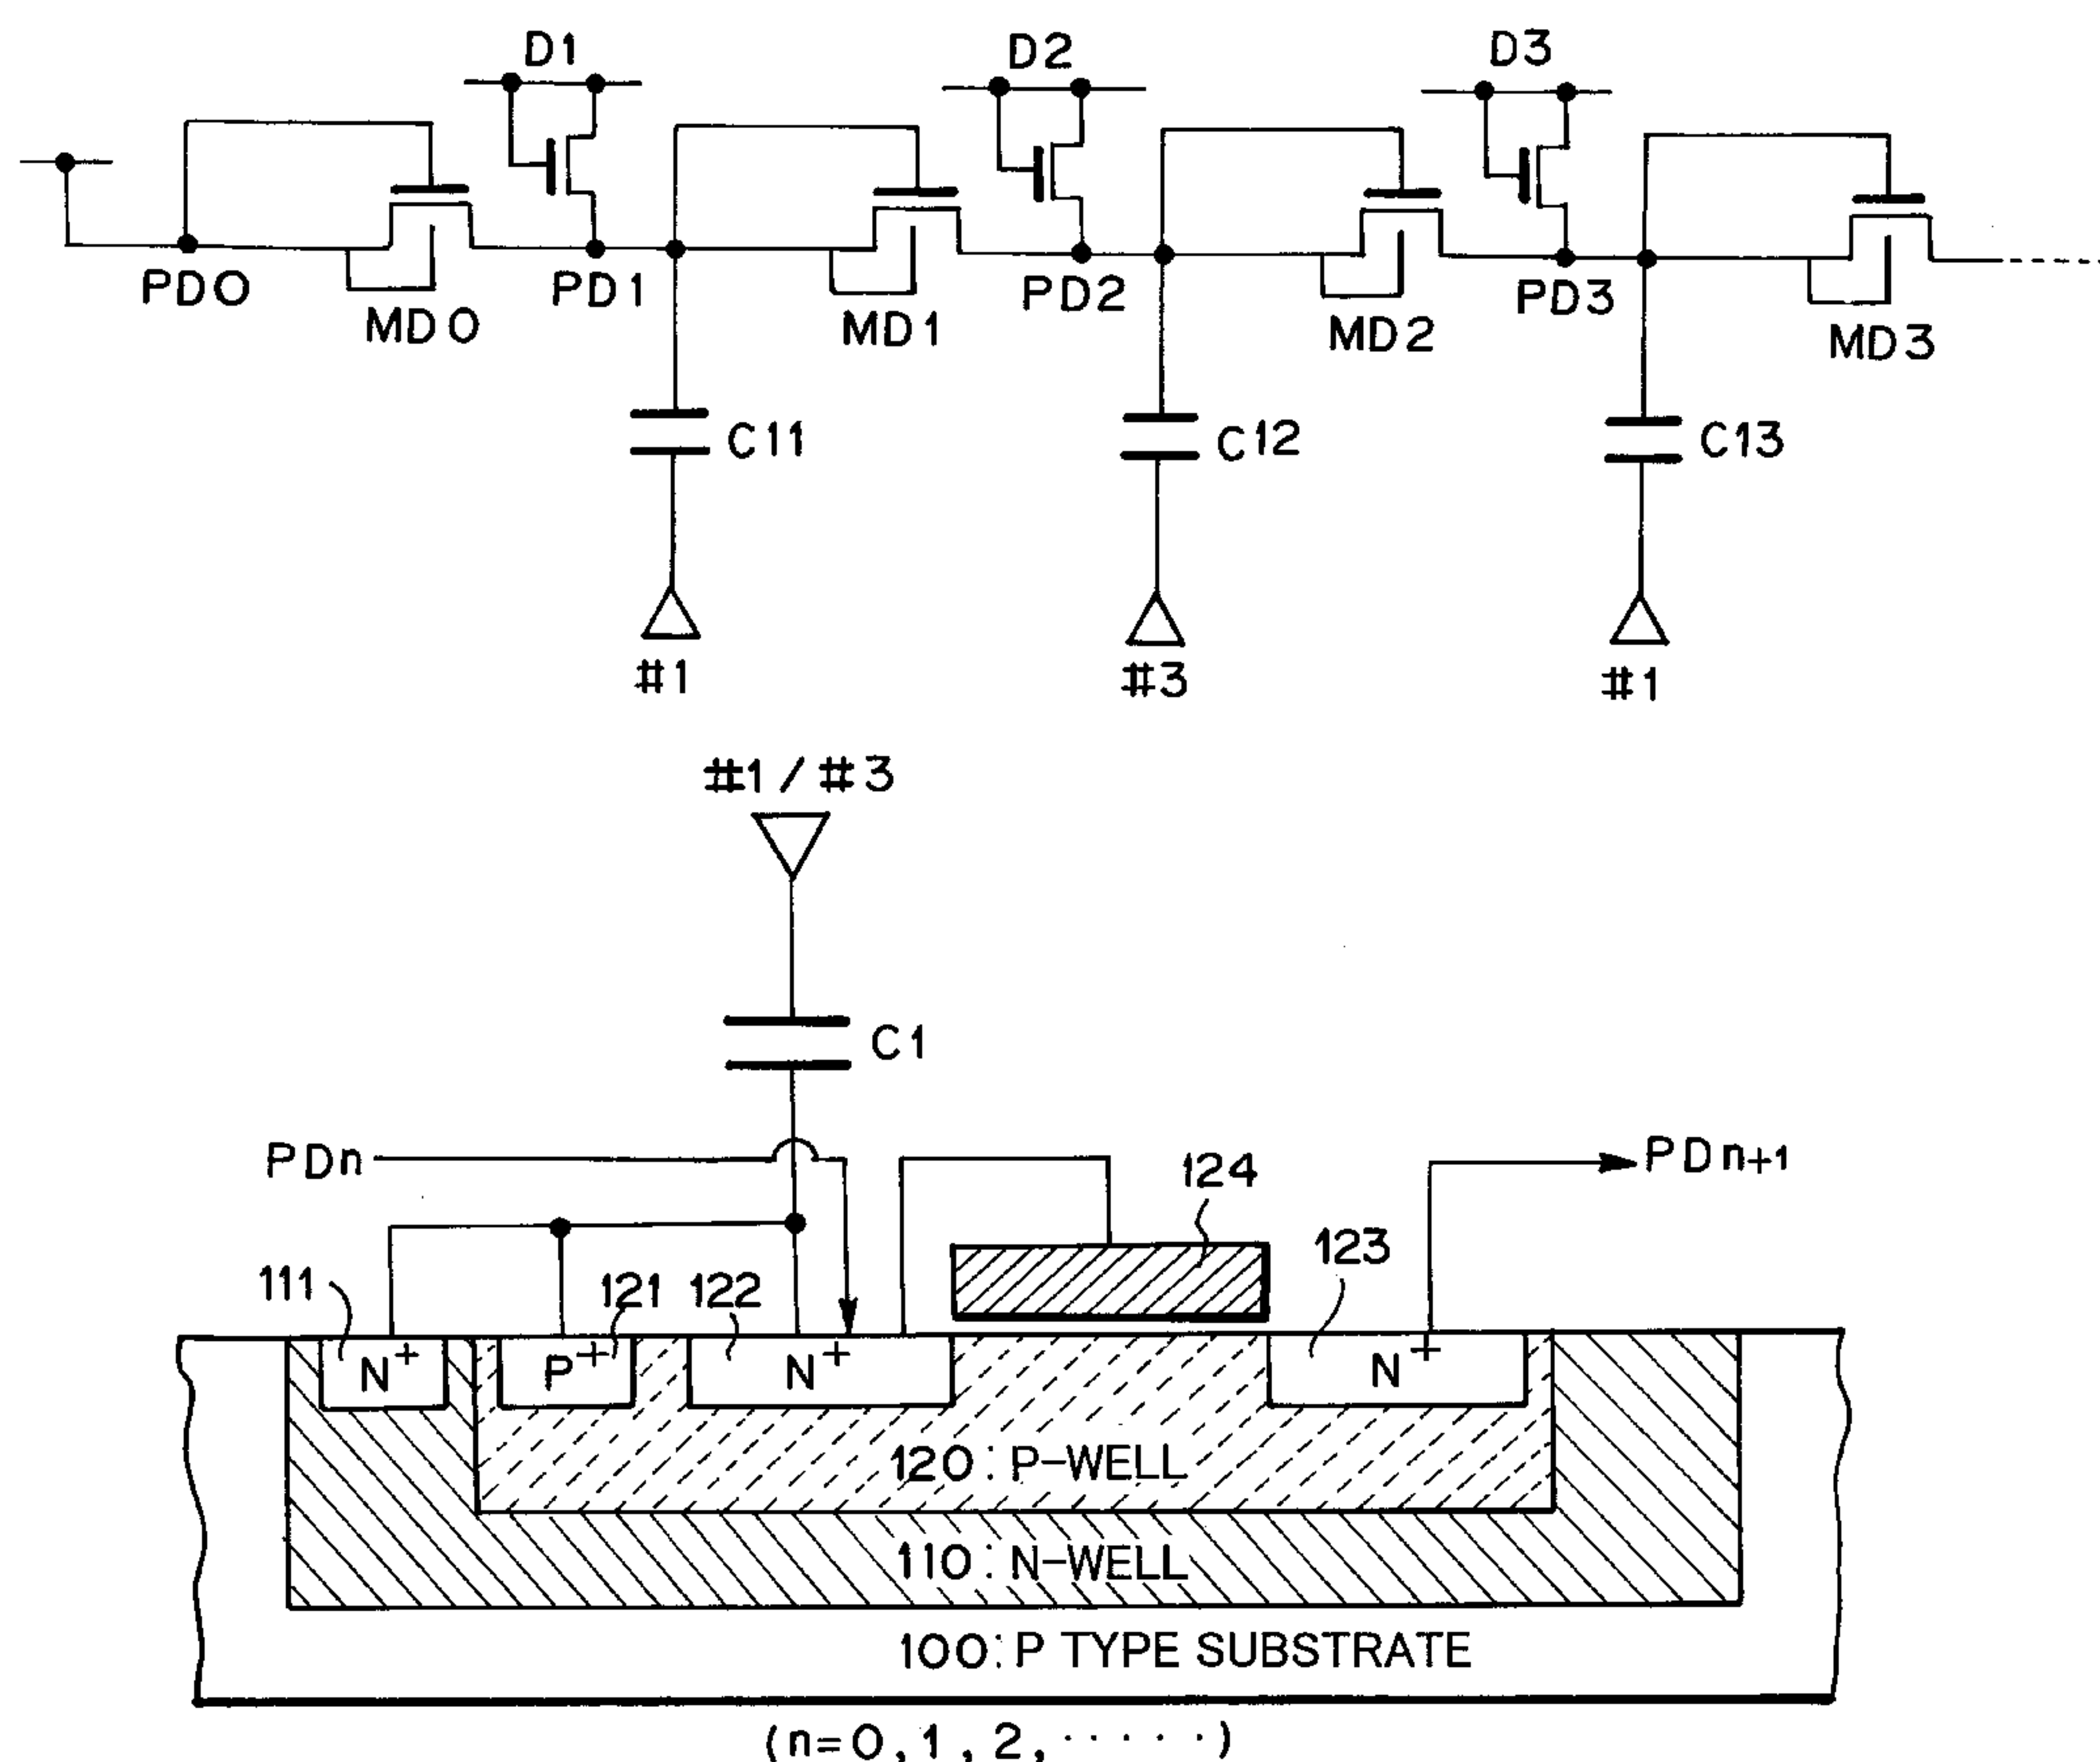 D1 D2 D3
PD0 PD1 PD2 PD3
MD0 MD1 MD2 MD3
C11 C12 C13
#1 #3 #1
#1/#3
C1
PDn PDn+1
124
123
111 121 122
N+ P+ N+ N+
120: P-WELL
110: N-WELL
100: P TYPE SUBSTRATE
(n=0,1,2,·····)